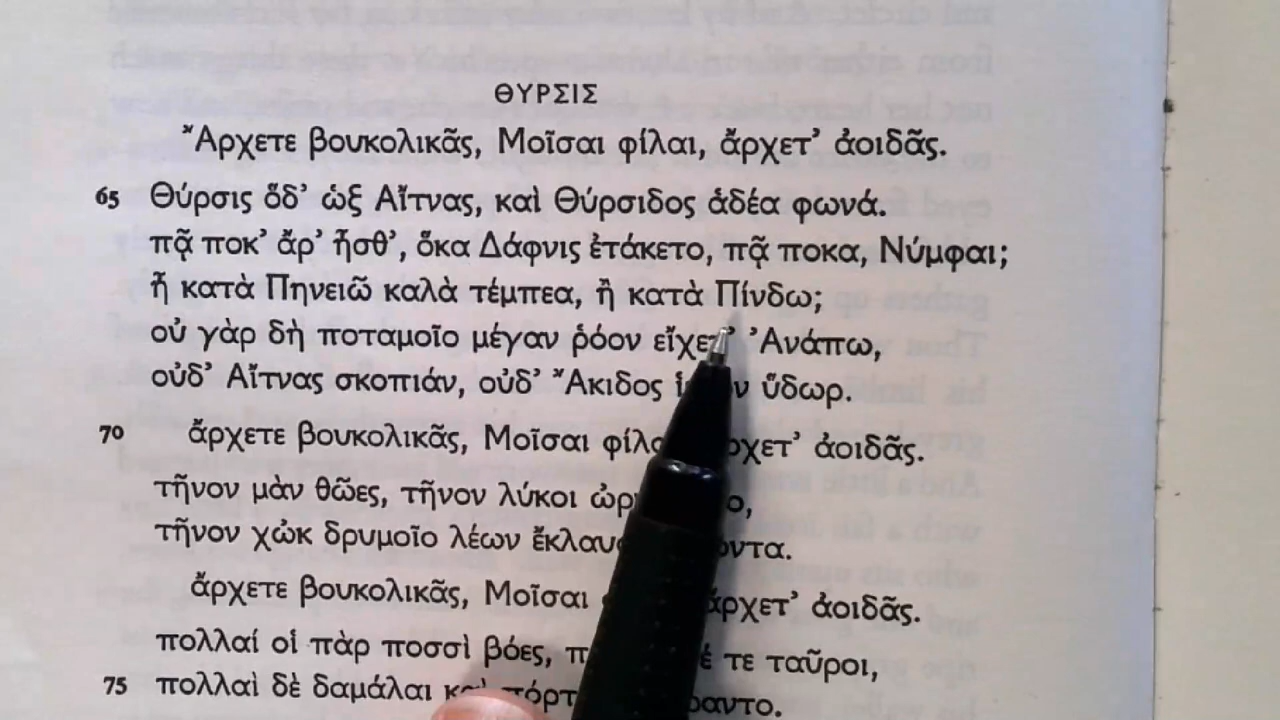 ΘΥΡΣΙΣ
Ἄρχετε βουκολικᾶς, Μοῖσαι φίλαι, ἄρχετ' ἀοιδᾶς.
65 Θύρσις ὅδ' ὡξ Αἴτνας, καὶ Θύρσιδος ἁδέα φωνά.
πᾷ ποκ' ἄρ' ἦσθ', ὅκα Δάφνις ἐτάκετο, πᾷ ποκα, Νύμφαι;
ἦ κατὰ Πηνειῶ καλὰ τέμπεα, ἢ κατὰ Πίνδω;
οὐ γὰρ δὴ ποταμοῖο μέγαν ῥόον εἴχετ' Ἀνάπω,
οὐδ' Αἴτνας σκοπιάν, οὐδ' Ἄκιδος ὕδωρ.
70 ἄρχετε βουκολικᾶς, Μοῖσαι ἀοιδᾶς.
τῆνον μὰν θῶες, τῆνον λύκοι
τῆνον χὠκ δρυμοῖο λέων
ἄρχετε βουκολικᾶς, Μοῖσαι ἄρχετ' ἀοιδᾶς.
πολλαί οἱ πὰρ ποσσὶ βόες, τε ταῦροι,
75 πολλαὶ δὲ δαμάλαι